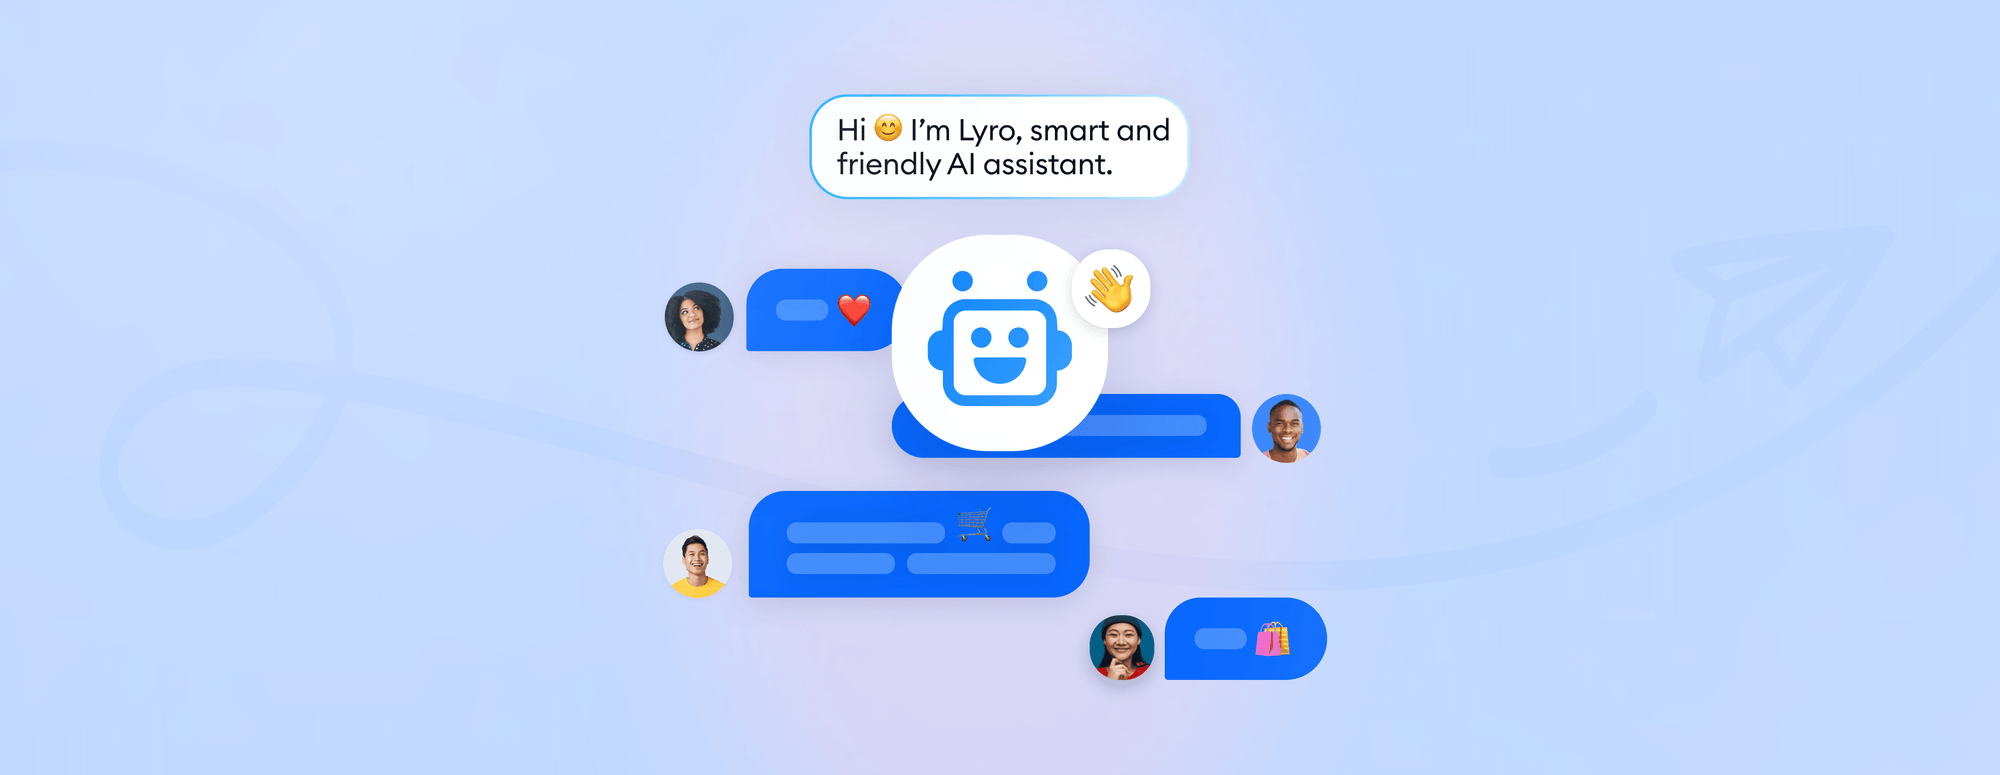 Hi 😊 I’m Lyro, smart and
friendly AI assistant.